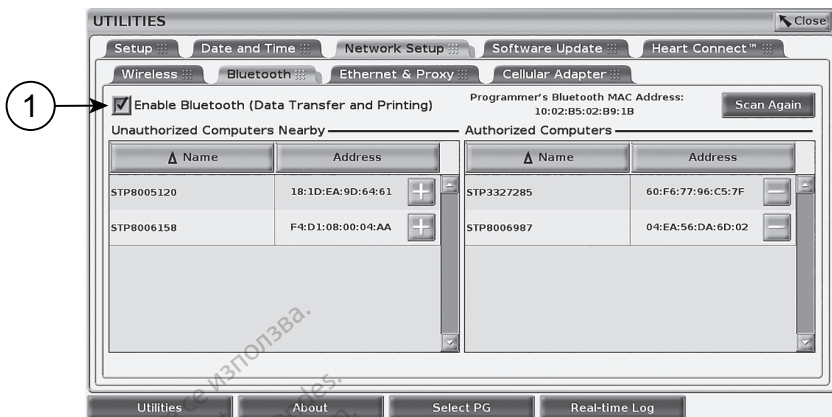 UTILITIES
Close
Setup
Date and Time
Network Setup
Software Update
Heart Connect™
Wireless
Bluetooth
Ethernet & Proxy
Cellular Adapter
1
Enable Bluetooth (Data Transfer and Printing)
Programmer's Bluetooth MAC Address:
10:02:B5:02:B9:1B
Scan Again
Unauthorized Computers Nearby
Authorized Computers
Δ Name Address
Δ Name Address
STP8005120 18:1D:EA:9D:64:61 +
STP3327285 60:F6:77:96:C5:7F −
STP8006158 F4:D1:08:00:04:AA +
STP8006987 04:EA:56:DA:6D:02 −
се използва.
Utilities
About
Select PG
Real-time Log